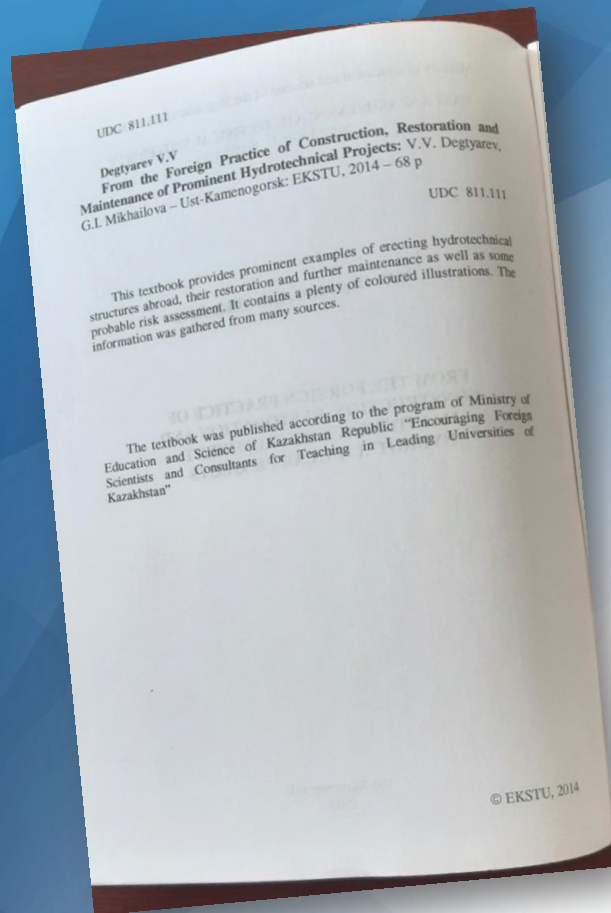 UDC 811.111
Degtyarev V.V
From the Foreign Practice of Construction, Restoration and
Maintenance of Prominent Hydrotechnical Projects: V.V. Degtyarev,
G.I. Mikhailova – Ust-Kamenogorsk: EKSTU, 2014 – 68 p
UDC 811.111
This textbook provides prominent examples of erecting hydrotechnical
structures abroad, their restoration and further maintenance as well as some
probable risk assessment. It contains a plenty of coloured illustrations. The
information was gathered from many sources.
The textbook was published according to the program of Ministry of
Education and Science of Kazakhstan Republic "Encouraging Foreign
Scientists and Consultants for Teaching in Leading Universities of
Kazakhstan"
© EKSTU, 2014